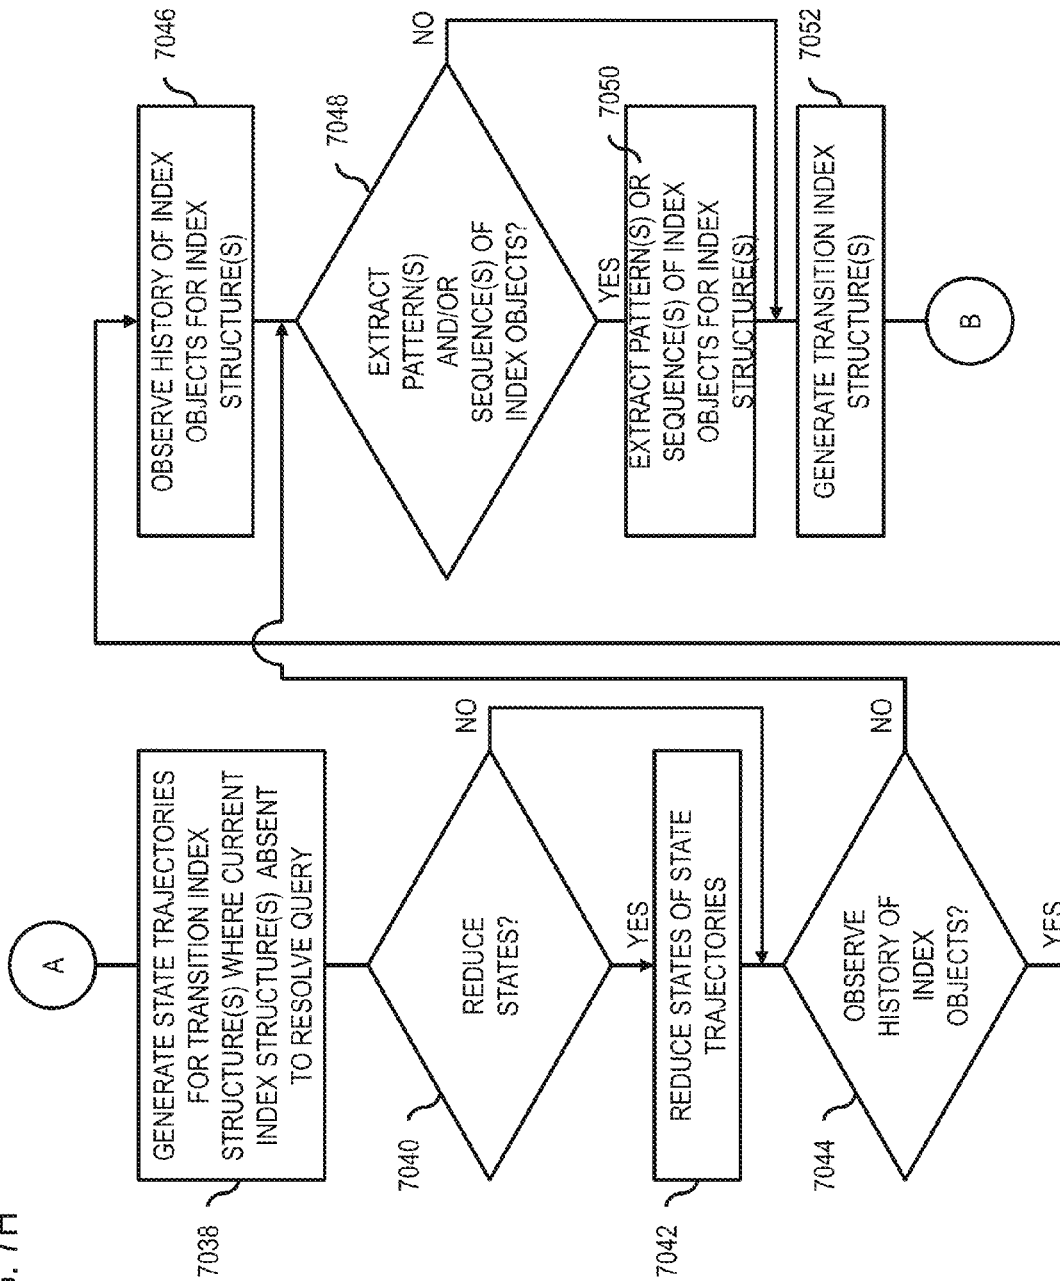 A
GENERATE STATE TRAJECTORIES
FOR TRANSITION INDEX
STRUCTURE(S) WHERE CURRENT
INDEX STRUCTURE(S) ABSENT
TO RESOLVE QUERY
7038
REDUCE
STATES?
7040
NO
YES
REDUCE STATES OF STATE
TRAJECTORIES
7042
OBSERVE
HISTORY OF
INDEX
OBJECTS?
7044
NO
YES
OBSERVE HISTORY OF INDEX
OBJECTS FOR INDEX
STRUCTURE(S)
7046
EXTRACT
PATTERN(S)
AND/OR
SEQUENCE(S) OF
INDEX OBJECTS?
7048
NO
YES
EXTRACT PATTERN(S) OR
SEQUENCE(S) OF INDEX
OBJECTS FOR INDEX
STRUCTURE(S)
7050
GENERATE TRANSITION INDEX
STRUCTURE(S)
7052
B